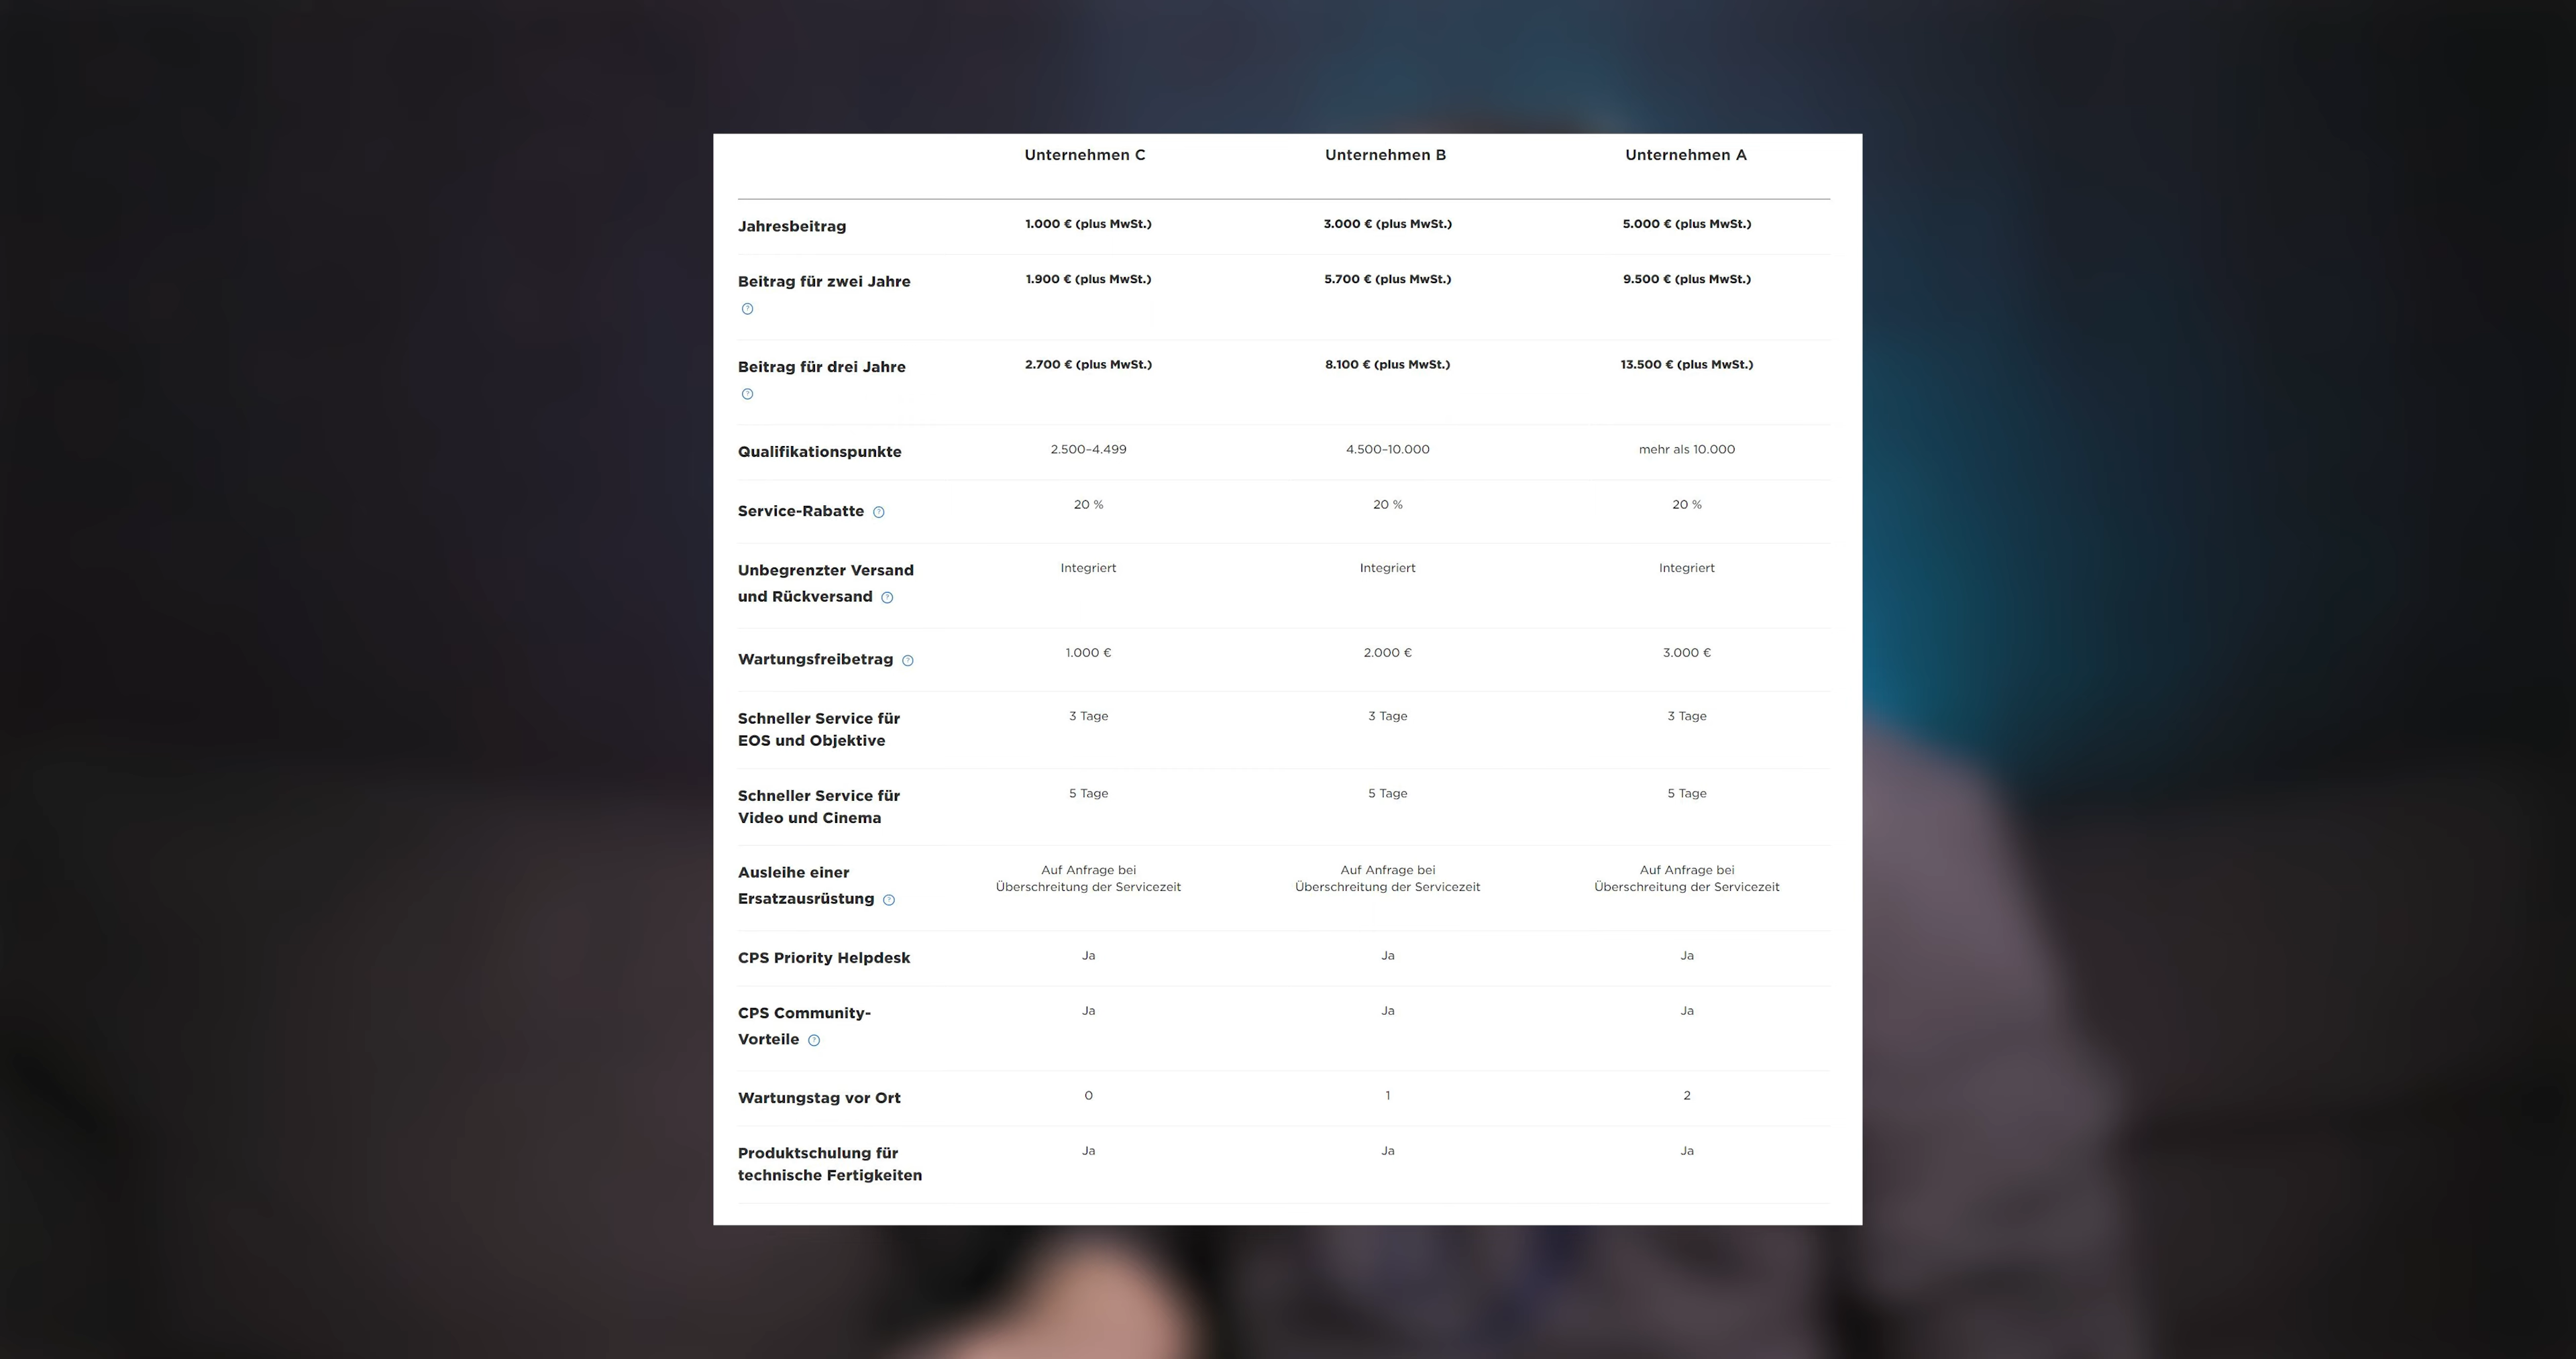 Unternehmen C Unternehmen B Unternehmen A
Jahresbeitrag 1.000 € (plus MwSt.) 3.000 € (plus MwSt.) 5.000 € (plus MwSt.)
Beitrag für zwei Jahre 1.900 € (plus MwSt.) 5.700 € (plus MwSt.) 9.500 € (plus MwSt.)
?
Beitrag für drei Jahre 2.700 € (plus MwSt.) 8.100 € (plus MwSt.) 13.500 € (plus MwSt.)
?
Qualifikationspunkte 2.500–4.499 4.500–10.000 mehr als 10.000
Service-Rabatte ? 20 % 20 % 20 %
Unbegrenzter Versand Integriert Integriert Integriert
und Rückversand ?
Wartungsfreibetrag ? 1.000 € 2.000 € 3.000 €
Schneller Service für 3 Tage 3 Tage 3 Tage
EOS und Objektive
Schneller Service für 5 Tage 5 Tage 5 Tage
Video und Cinema
Ausleihe einer Auf Anfrage bei Auf Anfrage bei Auf Anfrage bei
Ersatzausrüstung ? Überschreitung der Servicezeit Überschreitung der Servicezeit Überschreitung der Servicezeit
CPS Priority Helpdesk Ja Ja Ja
CPS Community- Ja Ja Ja
Vorteile ?
Wartungstag vor Ort 0 1 2
Produktschulung für Ja Ja Ja
technische Fertigkeiten